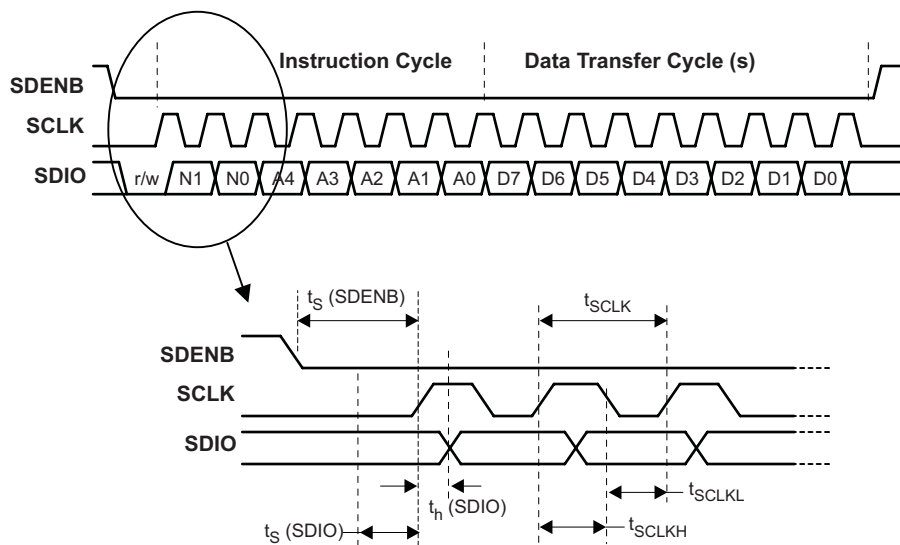 Instruction Cycle Data Transfer Cycle (s)
SDENB
SCLK
SDIO r/w N1 N0 A4 A3 A2 A1 A0 D7 D6 D5 D4 D3 D2 D1 D0
tS (SDENB) tSCLK
SDENB
SCLK
SDIO
th (SDIO) tSCLKL
tS (SDIO) tSCLKH